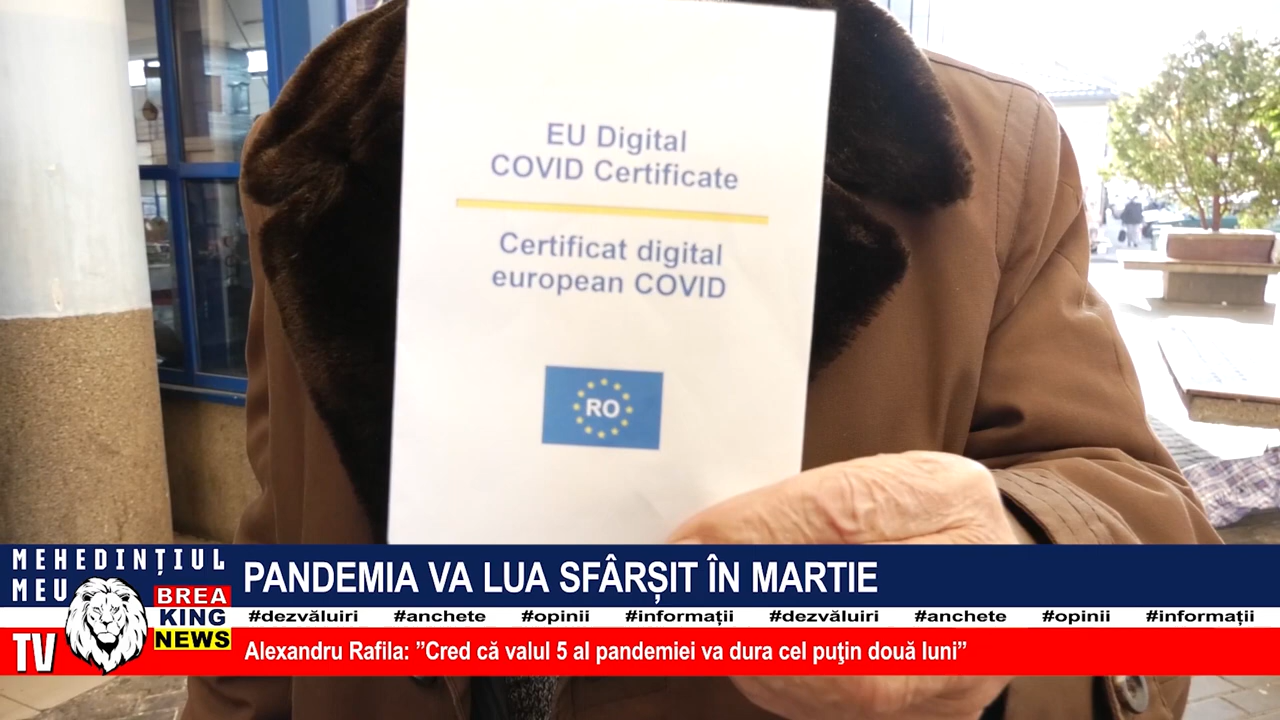 EU Digital
COVID Certificate
Certificat digital
european COVID
RO
MEHEDINȚIUL
MEU
TV
BREA
KING
NEWS
PANDEMIA VA LUA SFÂRȘIT ÎN MARTIE
#dezvăluiri #anchete #opinii #informații #dezvăluiri #anchete #opinii #informații
Alexandru Rafila: ”Cred că valul 5 al pandemiei va dura cel puţin două luni”